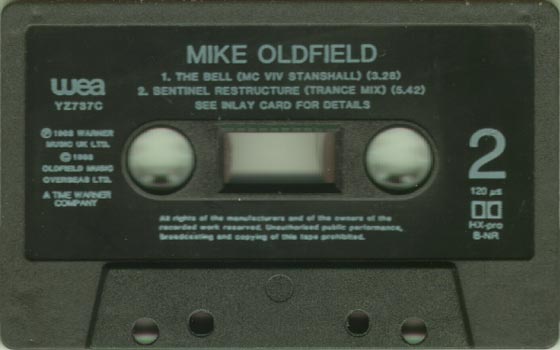 MIKE OLDFIELD
1. THE BELL (MC VIV STANSHALL) (3.28)
2. SENTINEL RESTRUCTURE (TRANCE MIX) (5.42)
SEE INLAY CARD FOR DETAILS
wea
YZ737C
Ⓟ 1993 WARNER
MUSIC UK LTD.
© 1993
OLDFIELD MUSIC
OVERSEAS LTD.
A TIME WARNER
COMPANY
2
120 µs
HX-pro
B-NR
All rights of the manufacturers and of the owners of the
recorded work reserved. Unauthorised public performance,
broadcasting and copying of this tape prohibited.